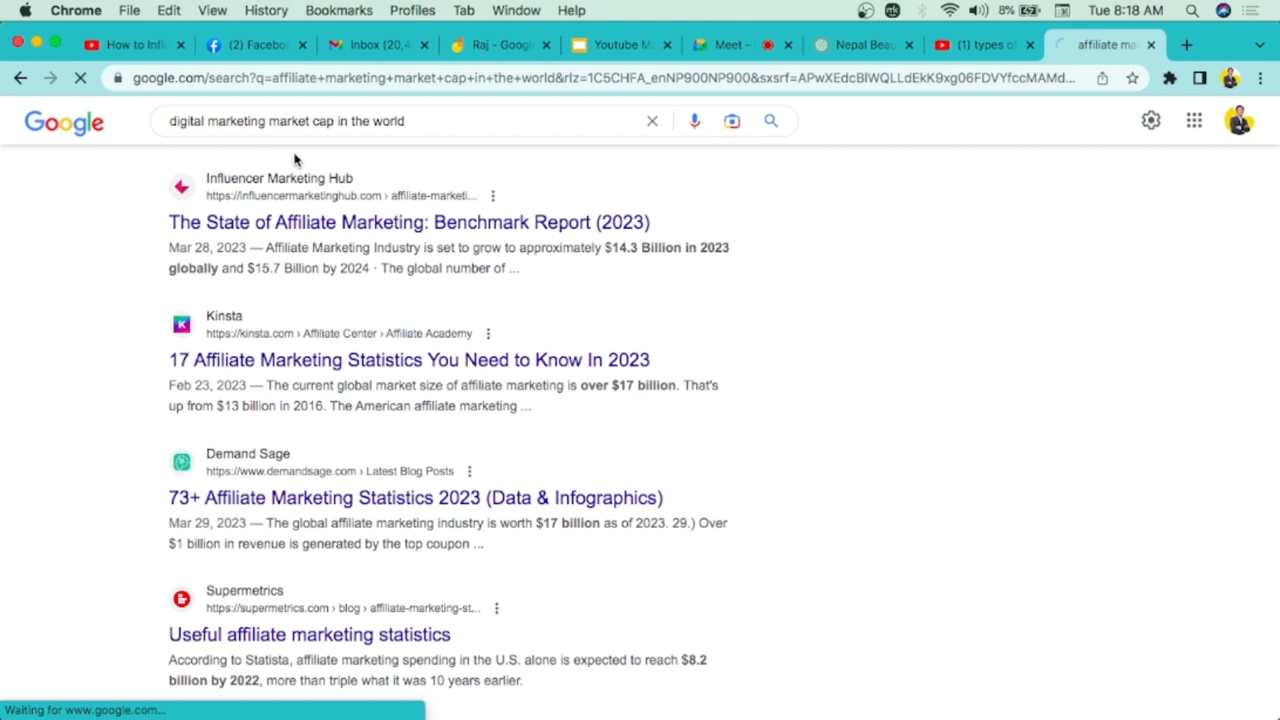 Chrome File Edit View History Bookmarks Profiles Tab Window Help 8% Tue 8:18 AM
How to Infl (2) Facebo Inbox (20,4 Raj - Goog Youtube M Meet - Nepal Beau (1) types of affiliate ma
google.com/search?q=affiliate+marketing+market+cap+in+the+world&rlz=1C5CHFA_enNP900NP900&sxsrf=APwXEdcBlWQLLdEkK9xg06FDVYfccMAMd...
Google digital marketing market cap in the world
Influencer Marketing Hub
https://influencermarketinghub.com › affiliate-marketi...
The State of Affiliate Marketing: Benchmark Report (2023)
Mar 28, 2023 — Affiliate Marketing Industry is set to grow to approximately $14.3 Billion in 2023
globally and $15.7 Billion by 2024 · The global number of ...
Kinsta
https://kinsta.com › Affiliate Center › Affiliate Academy
17 Affiliate Marketing Statistics You Need to Know In 2023
Feb 23, 2023 — The current global market size of affiliate marketing is over $17 billion. That's
up from $13 billion in 2016. The American affiliate marketing ...
Demand Sage
https://www.demandsage.com › Latest Blog Posts
73+ Affiliate Marketing Statistics 2023 (Data & Infographics)
Mar 29, 2023 — The global affiliate marketing industry is worth $17 billion as of 2023. 29.) Over
$1 billion in revenue is generated by the top coupon ...
Supermetrics
https://supermetrics.com › blog › affiliate-marketing-st...
Useful affiliate marketing statistics
According to Statista, affiliate marketing spending in the U.S. alone is expected to reach $8.2
billion by 2022, more than triple what it was 10 years earlier.
Waiting for www.google.com...